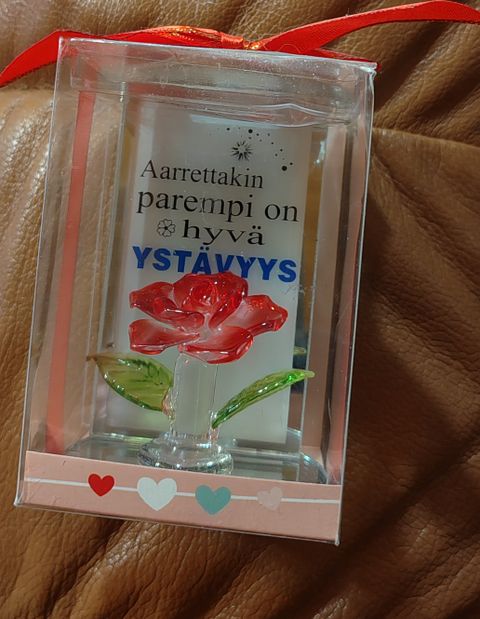 Aarrettakin
parempi on
hyvä
YSTÄVYYS